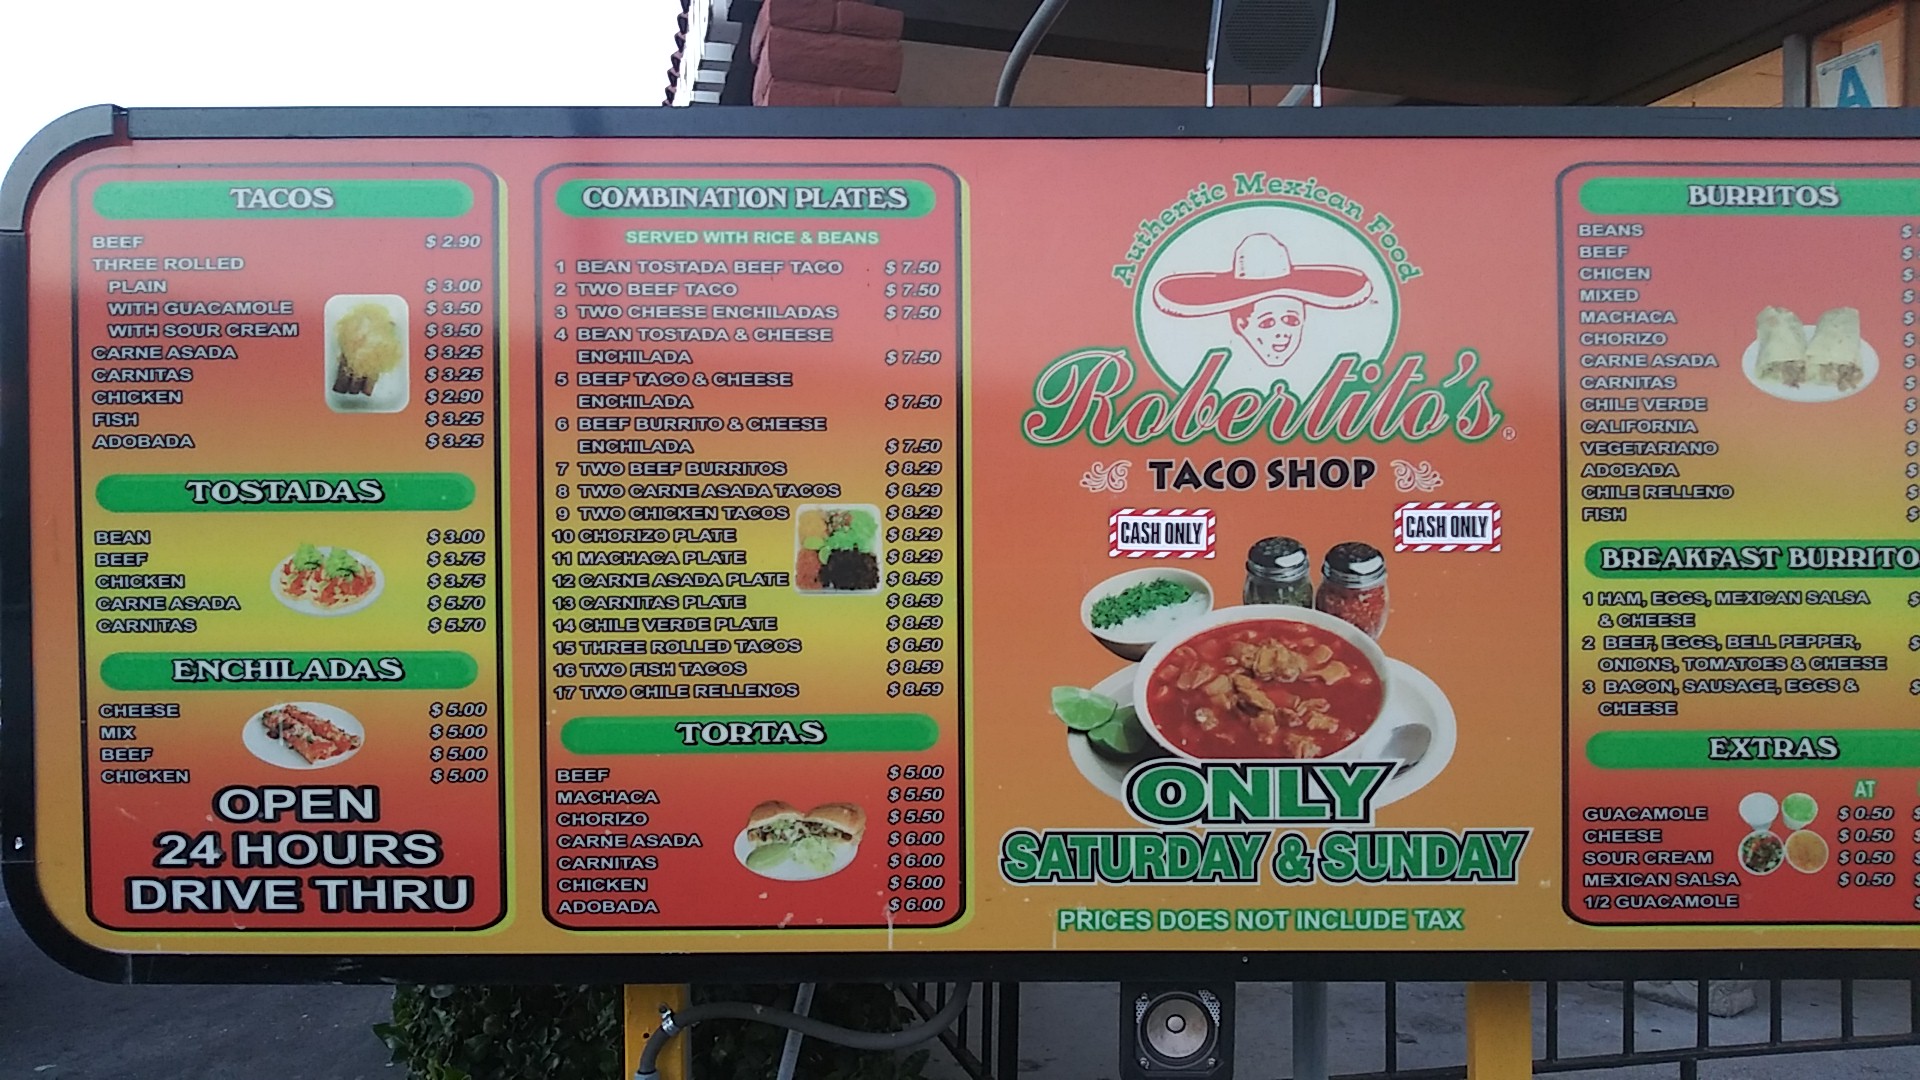 TACOS
BEEF $ 2.90
THREE ROLLED
PLAIN $ 3.00
WITH GUACAMOLE $ 3.50
WITH SOUR CREAM $ 3.50
CARNE ASADA $ 3.25
CARNITAS $ 3.25
CHICKEN $ 2.90
FISH $ 3.25
ADOBADA $ 3.25
TOSTADAS
BEAN $ 3.00
BEEF $ 3.75
CHICKEN $ 3.75
CARNE ASADA $ 5.70
CARNITAS $ 5.70
ENCHILADAS
CHEESE $ 5.00
MIX $ 5.00
BEEF $ 5.00
CHICKEN $ 5.00
OPEN
24 HOURS
DRIVE THRU
COMBINATION PLATES
SERVED WITH RICE & BEANS
1 BEAN TOSTADA BEEF TACO $ 7.50
2 TWO BEEF TACO $ 7.50
3 TWO CHEESE ENCHILADAS $ 7.50
4 BEAN TOSTADA & CHEESE
ENCHILADA $ 7.50
5 BEEF TACO & CHEESE
ENCHILADA $ 7.50
6 BEEF BURRITO & CHEESE
ENCHILADA $ 7.50
7 TWO BEEF BURRITOS $ 8.29
8 TWO CARNE ASADA TACOS $ 8.29
9 TWO CHICKEN TACOS $ 8.29
10 CHORIZO PLATE $ 8.29
11 MACHACA PLATE $ 8.29
12 CARNE ASADA PLATE $ 8.59
13 CARNITAS PLATE $ 8.59
14 CHILE VERDE PLATE $ 8.59
15 THREE ROLLED TACOS $ 6.50
16 TWO FISH TACOS $ 8.59
17 TWO CHILE RELLENOS $ 8.59
TORTAS
BEEF $ 5.00
MACHACA $ 5.50
CHORIZO $ 5.50
CARNE ASADA $ 6.00
CARNITAS $ 6.00
CHICKEN $ 5.00
ADOBADA $ 6.00
Authentic Mexican Food
Robertito's ®
TACO SHOP
CASH ONLY
CASH ONLY
ONLY
SATURDAY & SUNDAY
PRICES DOES NOT INCLUDE TAX
BURRITOS
BEANS $
BEEF $
CHICEN $
MIXED $
MACHACA $
CHORIZO $
CARNE ASADA $
CARNITAS $
CHILE VERDE $
CALIFORNIA $
VEGETARIANO $
ADOBADA $
CHILE RELLENO $
FISH $
BREAKFAST BURRITO
1 HAM, EGGS, MEXICAN SALSA $
& CHEESE
2 BEEF, EGGS, BELL PEPPER, $
ONIONS, TOMATOES & CHEESE
3 BACON, SAUSAGE, EGGS & $
CHEESE
EXTRAS
AT
GUACAMOLE $ 0.50 $
CHEESE $ 0.50 $
SOUR CREAM $ 0.50 $
MEXICAN SALSA $ 0.50 $
1/2 GUACAMOLE $
A